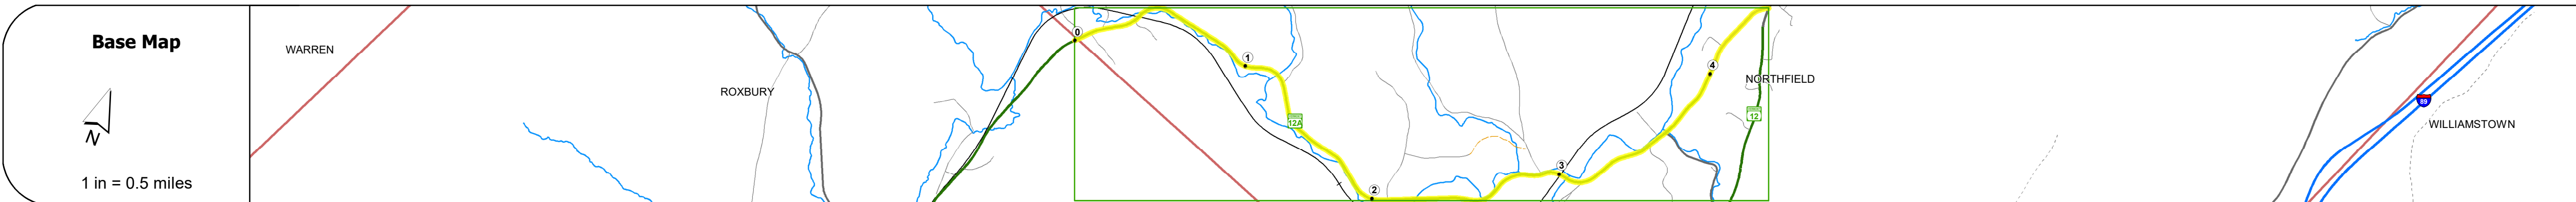 Base Map
N
1 in = 0.5 miles
WARREN
ROXBURY
0
1
12A
2
3
4
NORTHFIELD
12
89
WILLIAMSTOWN